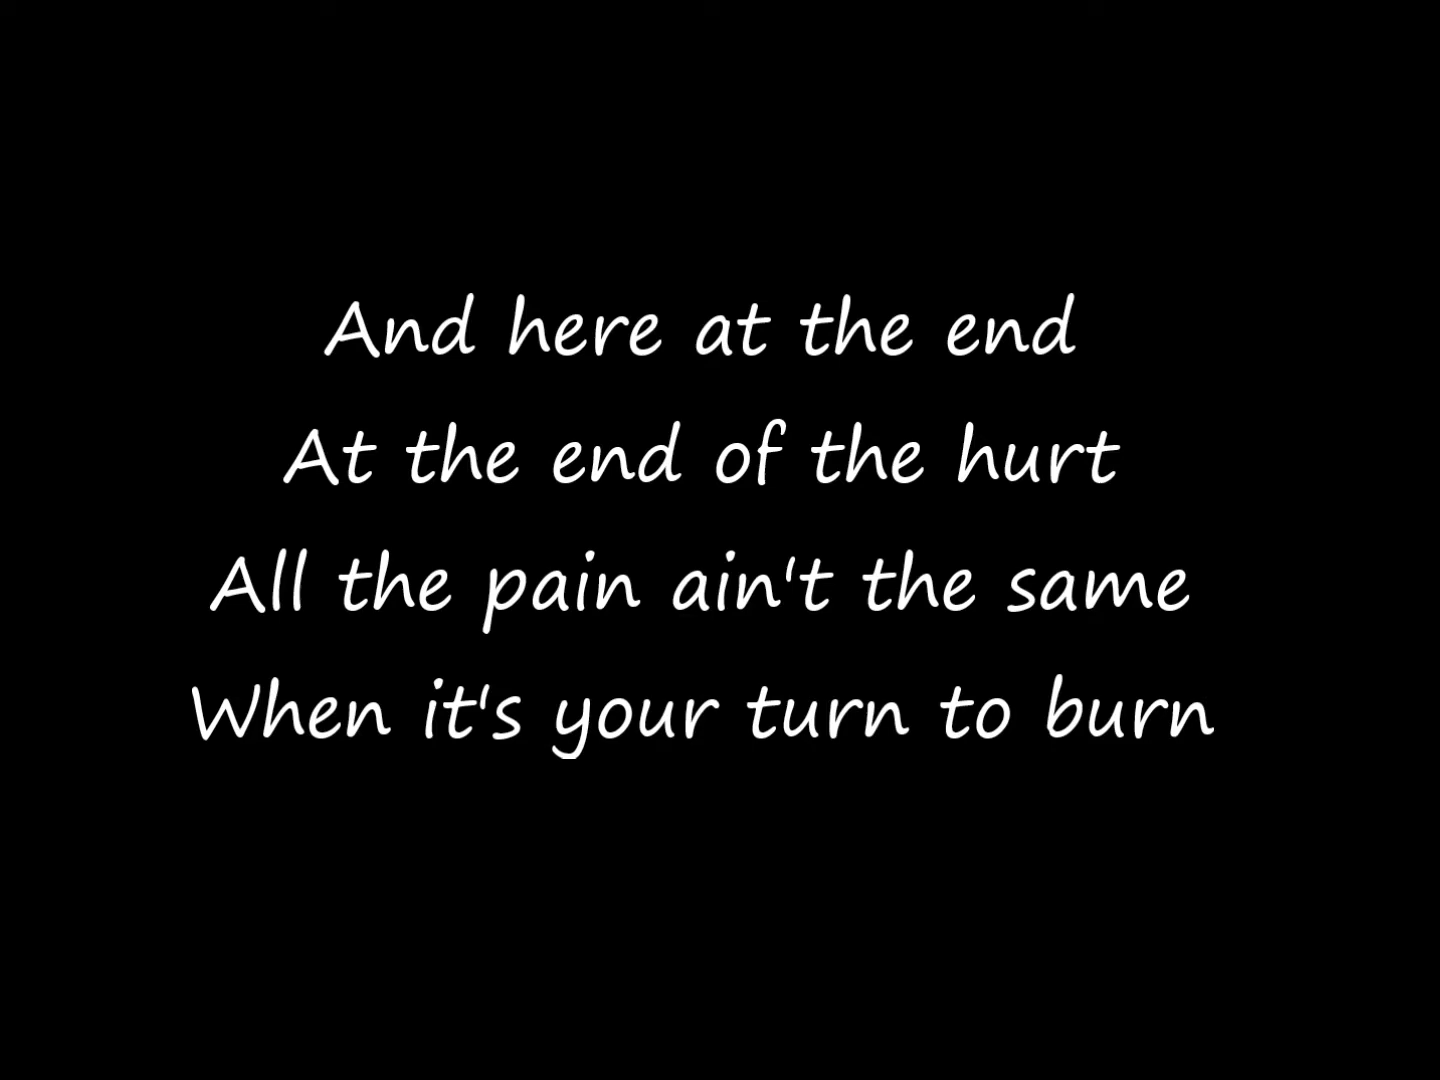 And here at the end
At the end of the hurt
All the pain ain't the same
When it's your turn to burn